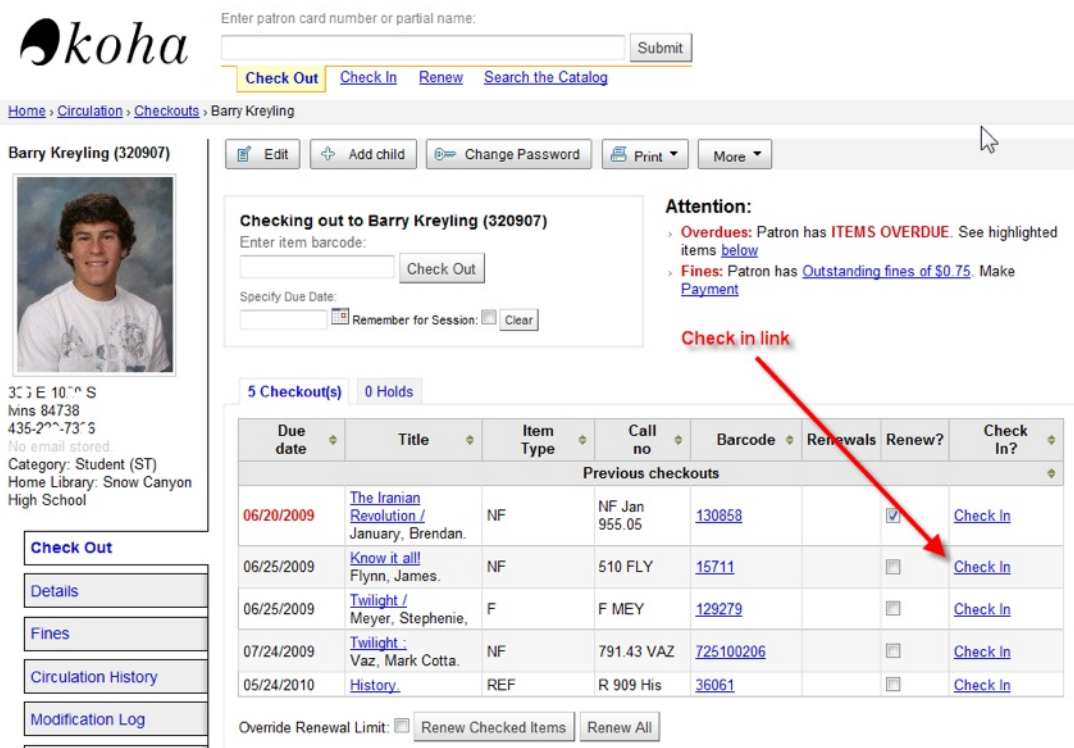 koha
Enter patron card number or partial name:
Submit
Check Out Check In Renew Search the Catalog
Home › Circulation › Checkouts › Barry Kreyling
Barry Kreyling (320907)
Edit Add child Change Password Print More
Checking out to Barry Kreyling (320907)
Enter item barcode:
Check Out
Specify Due Date:
Remember for Session: Clear
Attention:
› Overdues: Patron has ITEMS OVERDUE. See highlighted
items below
› Fines: Patron has Outstanding fines of $0.75. Make
Payment
Check in link
E S
Ivins 84738
No email stored.
Category: Student (ST)
Home Library: Snow Canyon
High School
Check Out
Details
Fines
Circulation History
Modification Log
5 Checkout(s) 0 Holds
Due date Title Item Type Call no Barcode Renewals Renew? Check In?
Previous checkouts
06/20/2009 The Iranian Revolution / January, Brendan. NF NF Jan 955.05 130858 Check In
06/25/2009 Know it all! Flynn, James. NF 510 FLY 15711 Check In
06/25/2009 Twilight / Meyer, Stephenie, F F MEY 129279 Check In
07/24/2009 Twilight : Vaz, Mark Cotta. NF 791.43 VAZ 725100206 Check In
05/24/2010 History. REF R 909 His 36061 Check In
Override Renewal Limit: Renew Checked Items Renew All